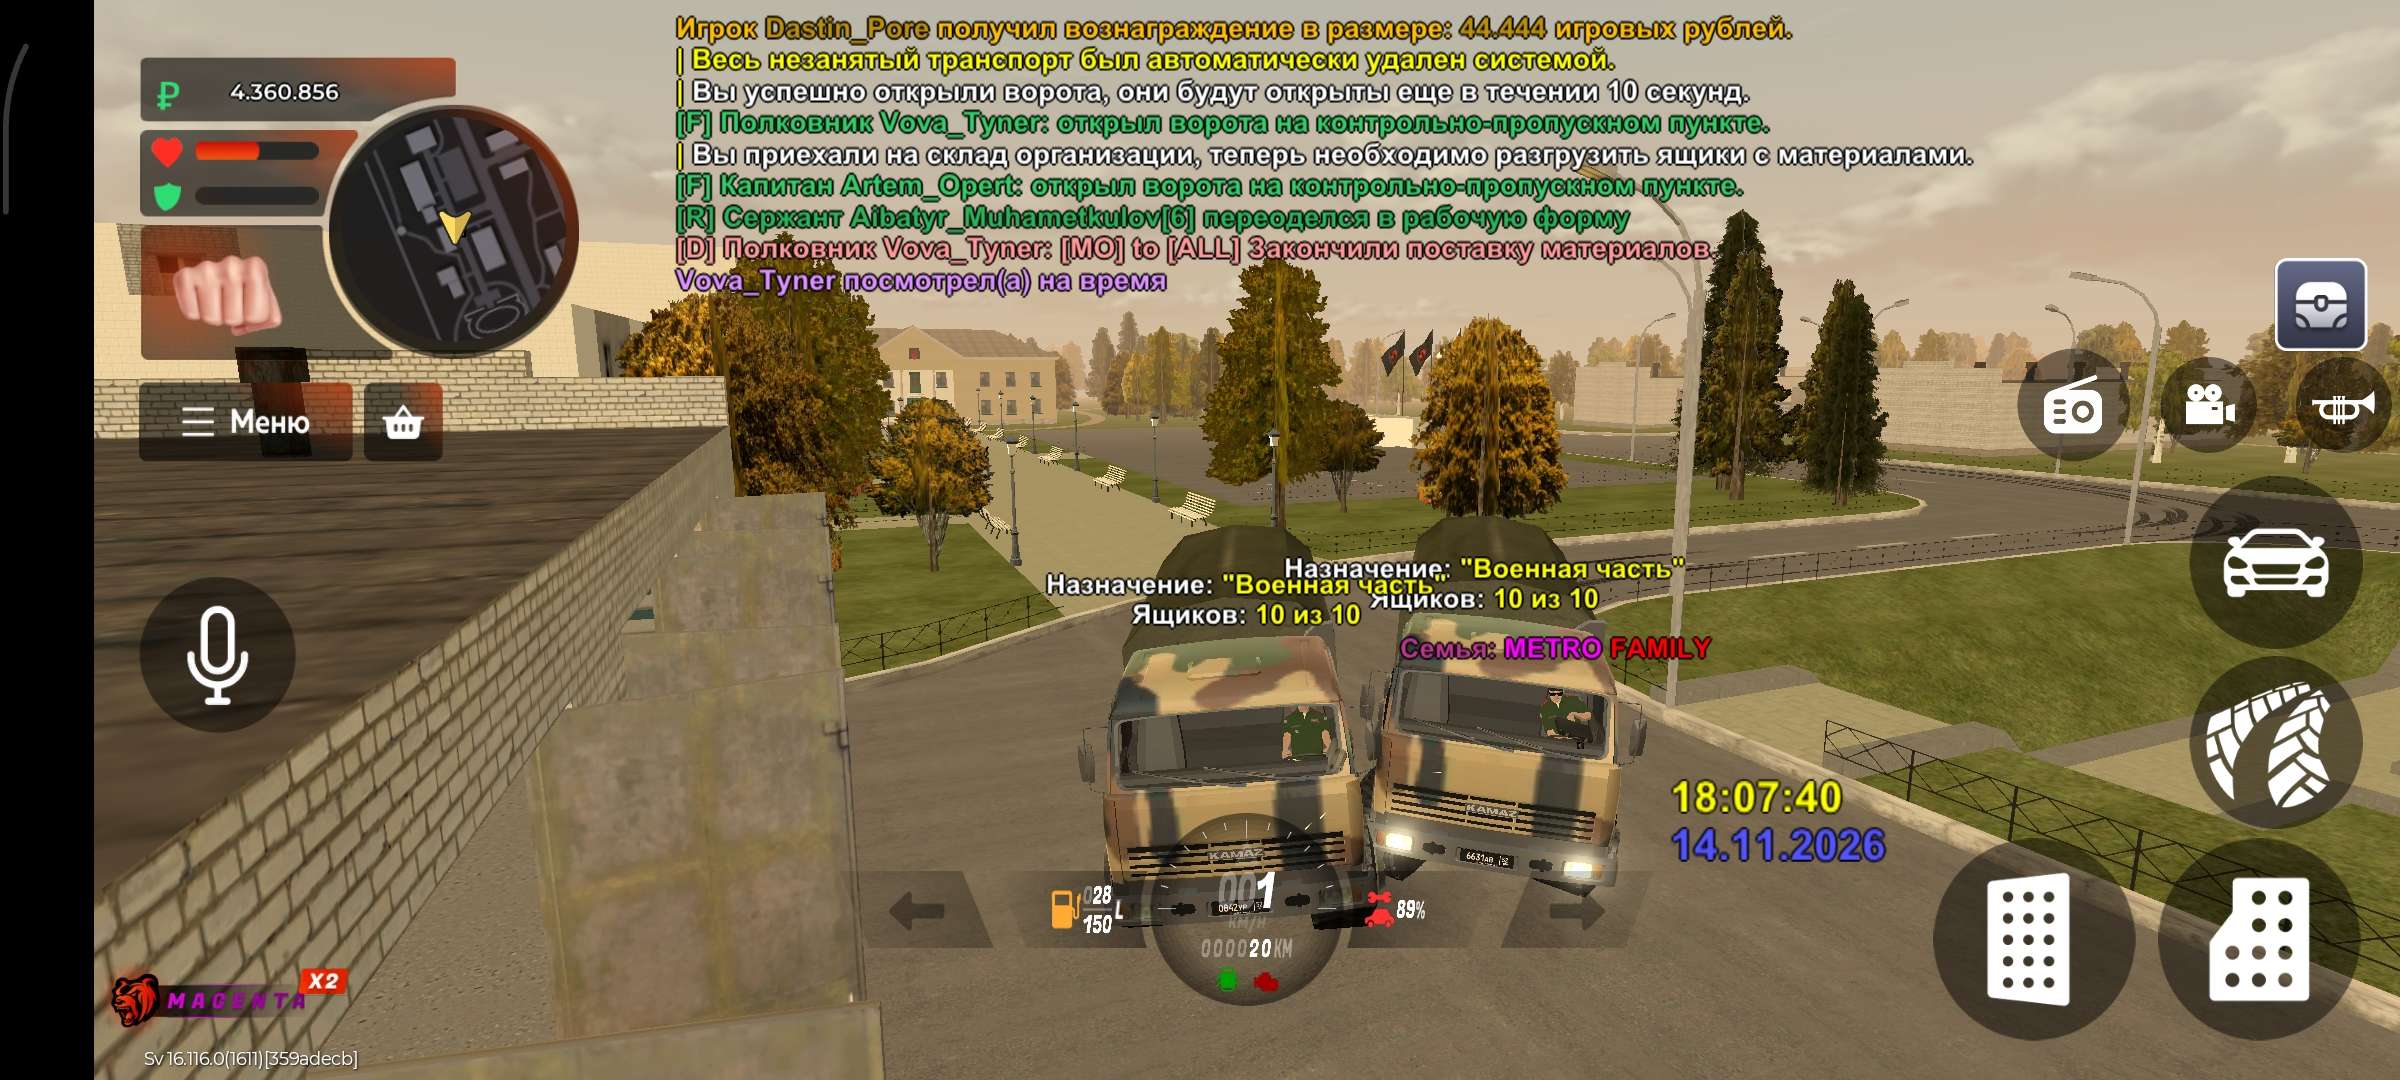 Игрок Dastin_Pore получил вознаграждение в размере: 44.444 игровых рублей.
| Весь незанятый транспорт был автоматически удален системой.
| Вы успешно открыли ворота, они будут открыты еще в течении 10 секунд.
[F] Полковник Vova_Tyner: открыл ворота на контрольно-пропускном пункте.
| Вы приехали на склад организации, теперь необходимо разгрузить ящики с материалами.
[F] Капитан Artem_Opert: открыл ворота на контрольно-пропускном пункте.
[R] Сержант Aibatyr_Muhametkulov[6] переоделся в рабочую форму
[D] Полковник Vova_Tyner: [MO] to [ALL] Закончили поставку материалов.
Vova_Tyner посмотрел(а) на время
₽ 4.360.856
Меню
Назначение: "Военная часть"
Ящиков: 10 из 10
Назначение: "Военная часть"
Ящиков: 10 из 10
Семья: METRO FAMILY
KAMAZ
KAMAZ
18:07:40
14.11.2026
028
150 L
001
KM/H
000020 KM
89%
MAGENTA X2
Sv 16.116.0(1611)[359adecb]